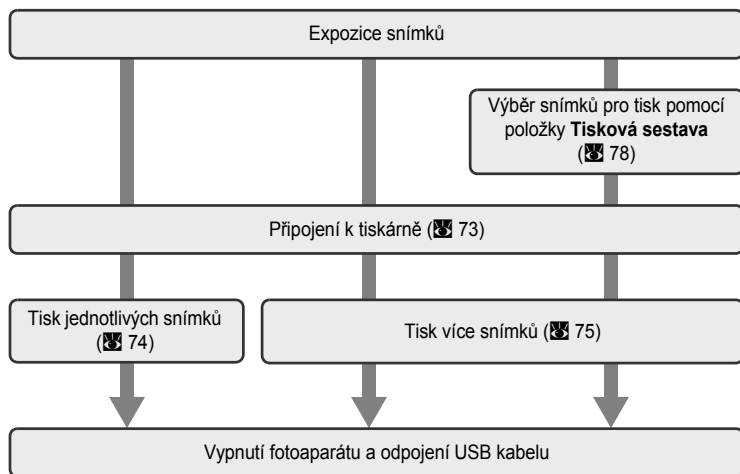 Expozice snímků
Výběr snímků pro tisk pomocí
položky Tisková sestava
( 78)
Připojení k tiskárně ( 73)
Tisk jednotlivých snímků
( 74)
Tisk více snímků ( 75)
Vypnutí fotoaparátu a odpojení USB kabelu